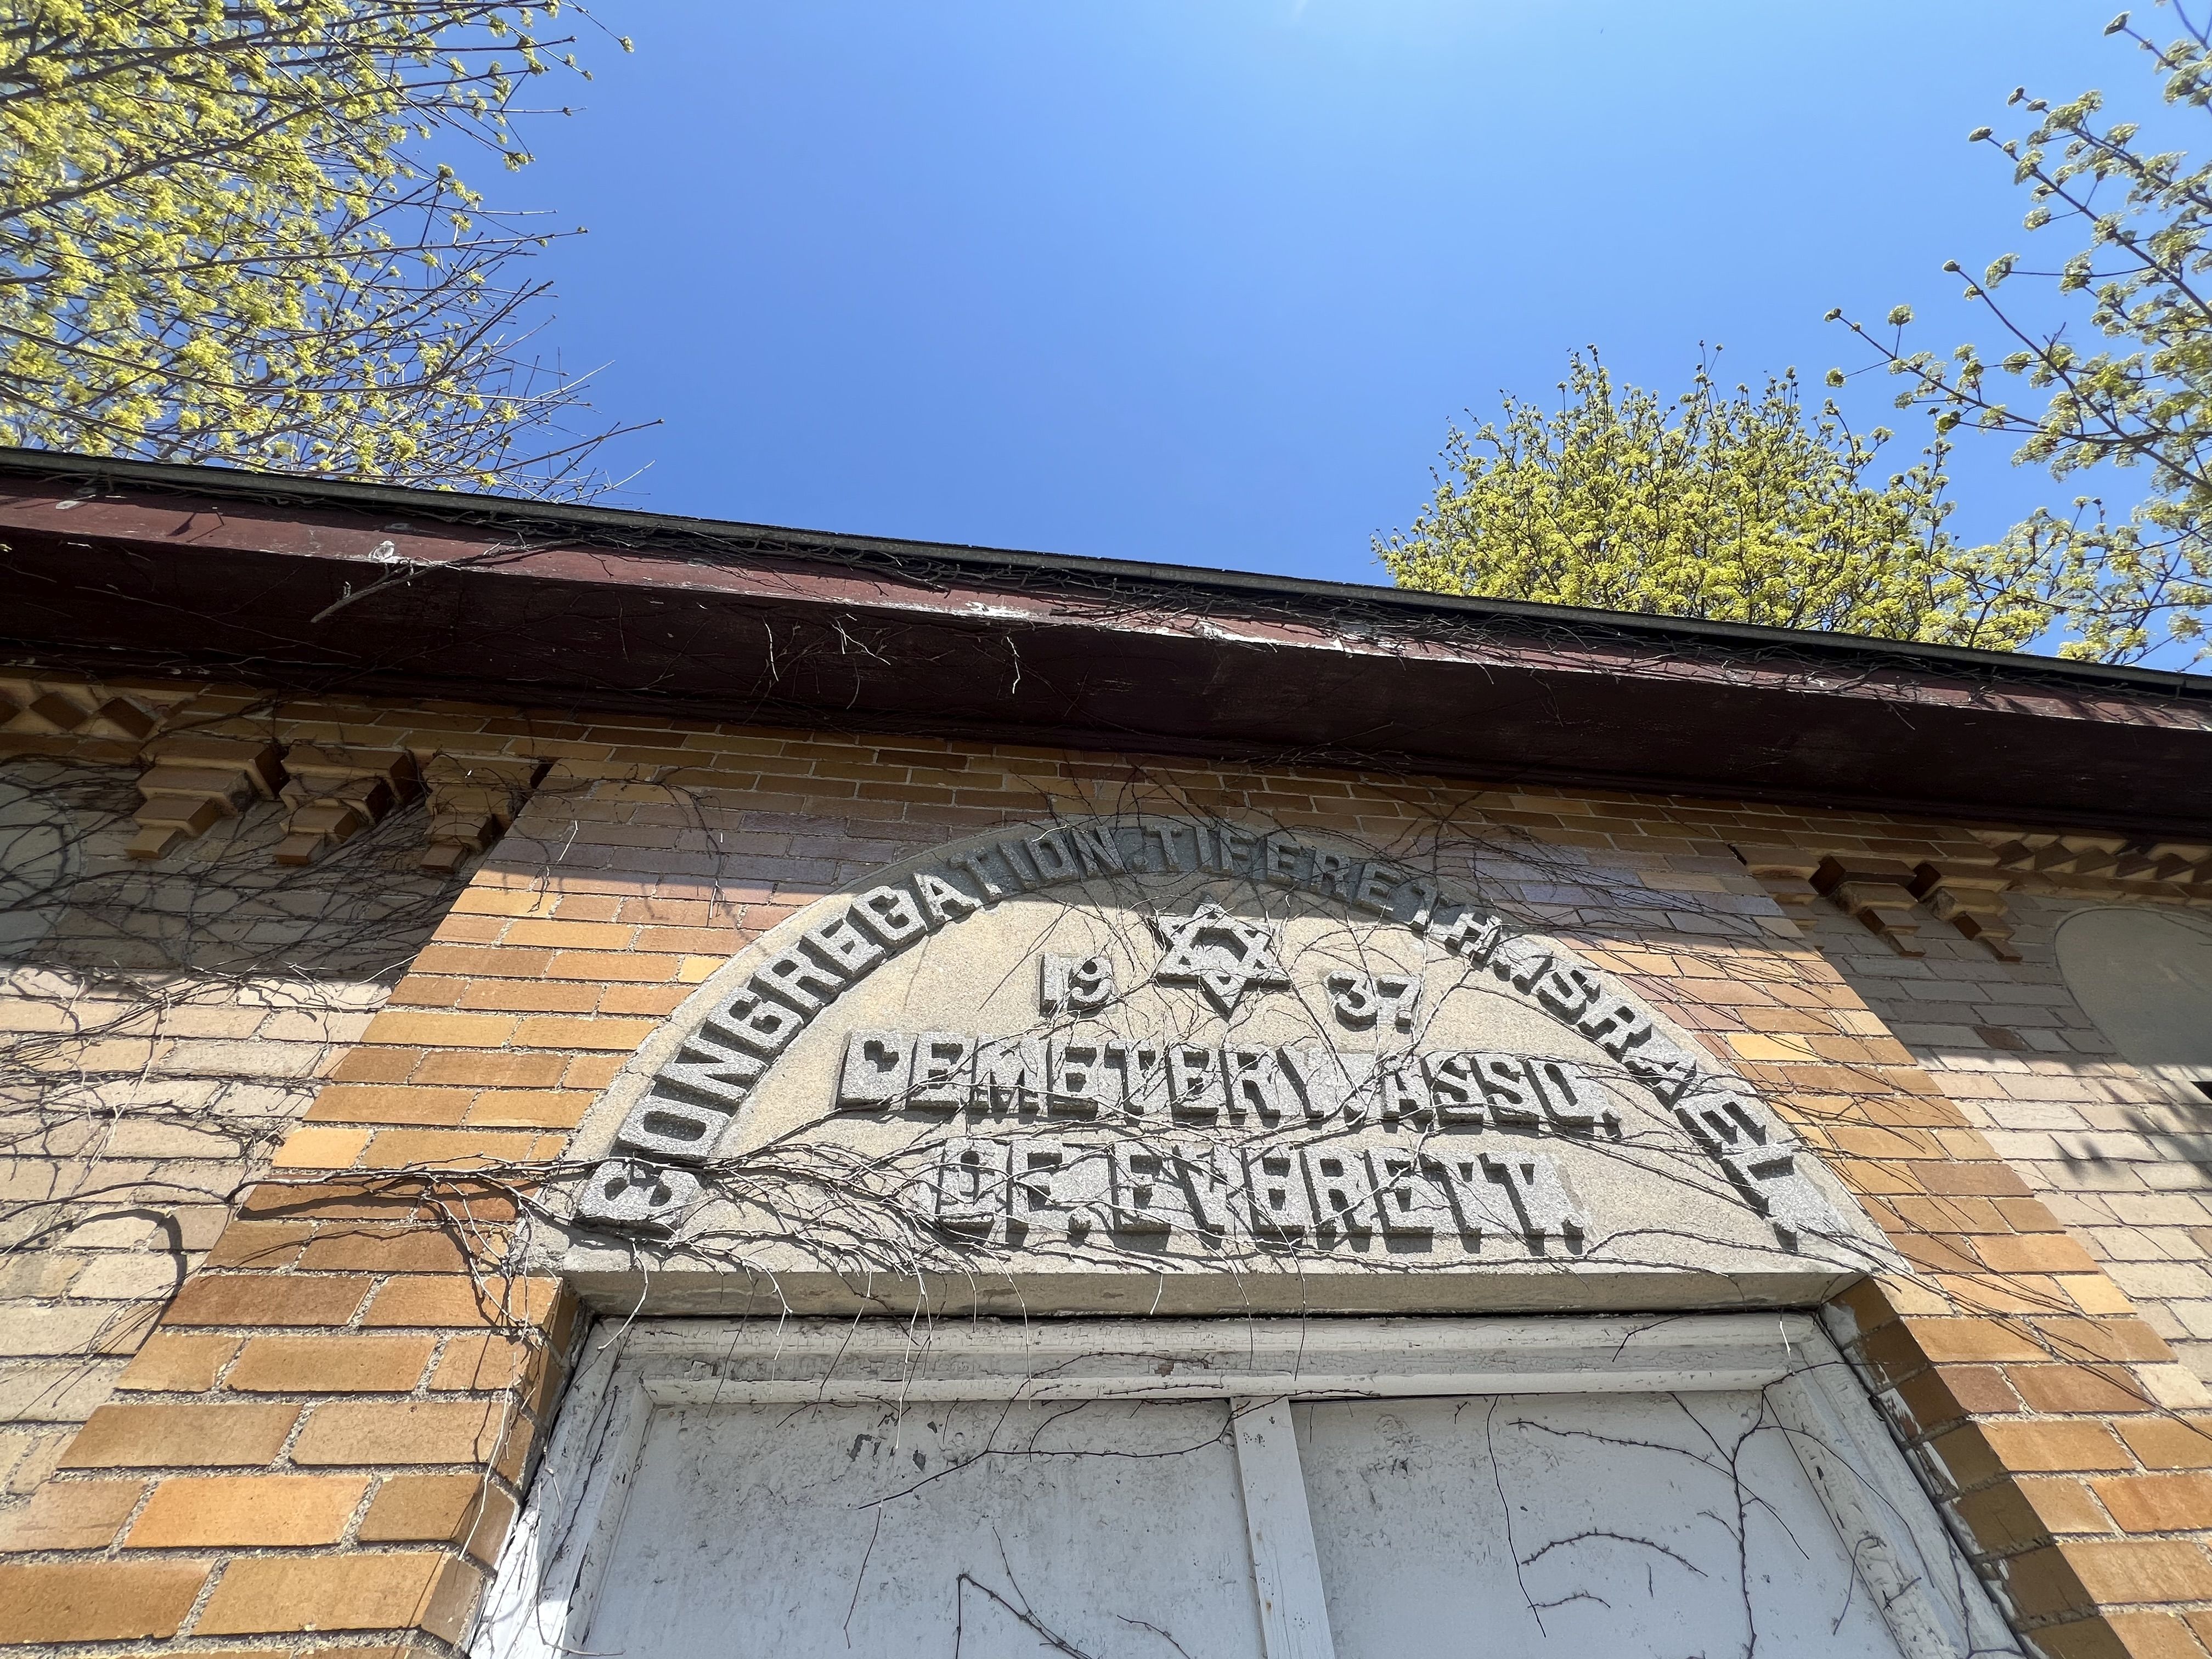 CONGREGATION.TIFERETH.ISRAEL.
19 37
CEMETERY.ASSO.
OF.EVERETT.